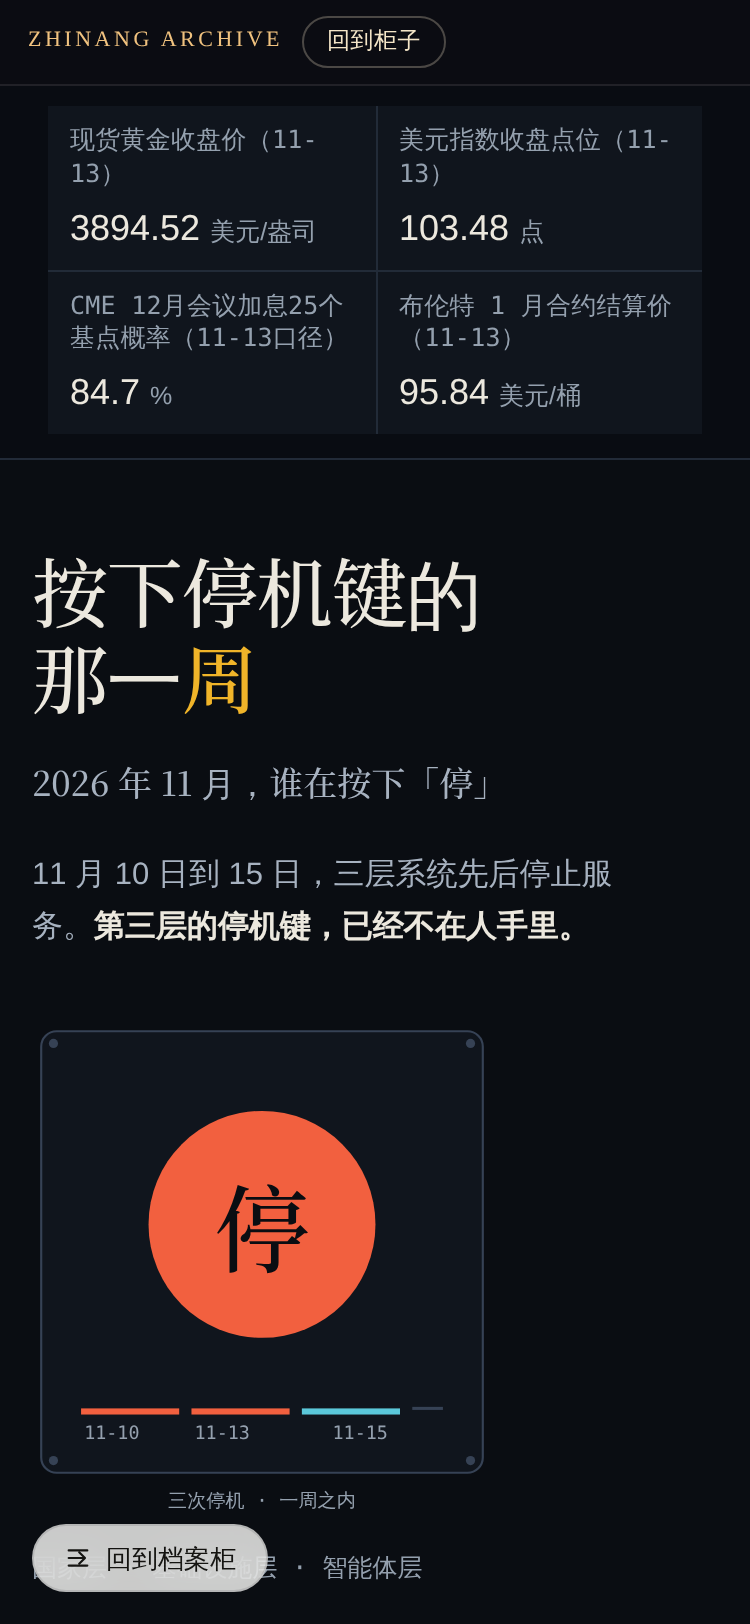 ZHINANG ARCHIVE 回到柜子
现货黄金收盘价（11-
13）
3894.52 美元/盎司
美元指数收盘点位（11-
13）
103.48 点
CME 12月会议加息25个
基点概率（11-13口径）
84.7 %
布伦特 1 月合约结算价
（11-13）
95.84 美元/桶
按下停机键的
那一周
2026 年 11 月，谁在按下「停」
11 月 10 日到 15 日，三层系统先后停止服
务。第三层的停机键，已经不在人手里。
停
11-10 11-13 11-15
三次停机 · 一周之内
回到档案柜
层 · 智能体层